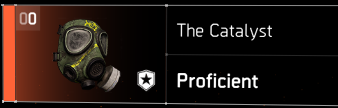 00
The Catalyst
Proficient